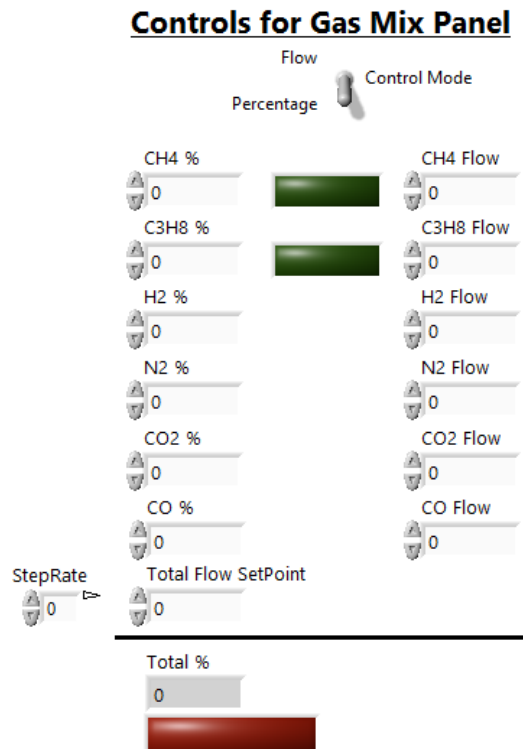 Controls for Gas Mix Panel
Flow
Control Mode
Percentage
CH4 % CH4 Flow
0 0
C3H8 % C3H8 Flow
0 0
H2 % H2 Flow
0 0
N2 % N2 Flow
0 0
CO2 % CO2 Flow
0 0
CO % CO Flow
0 0
StepRate Total Flow SetPoint
0 0
Total %
0